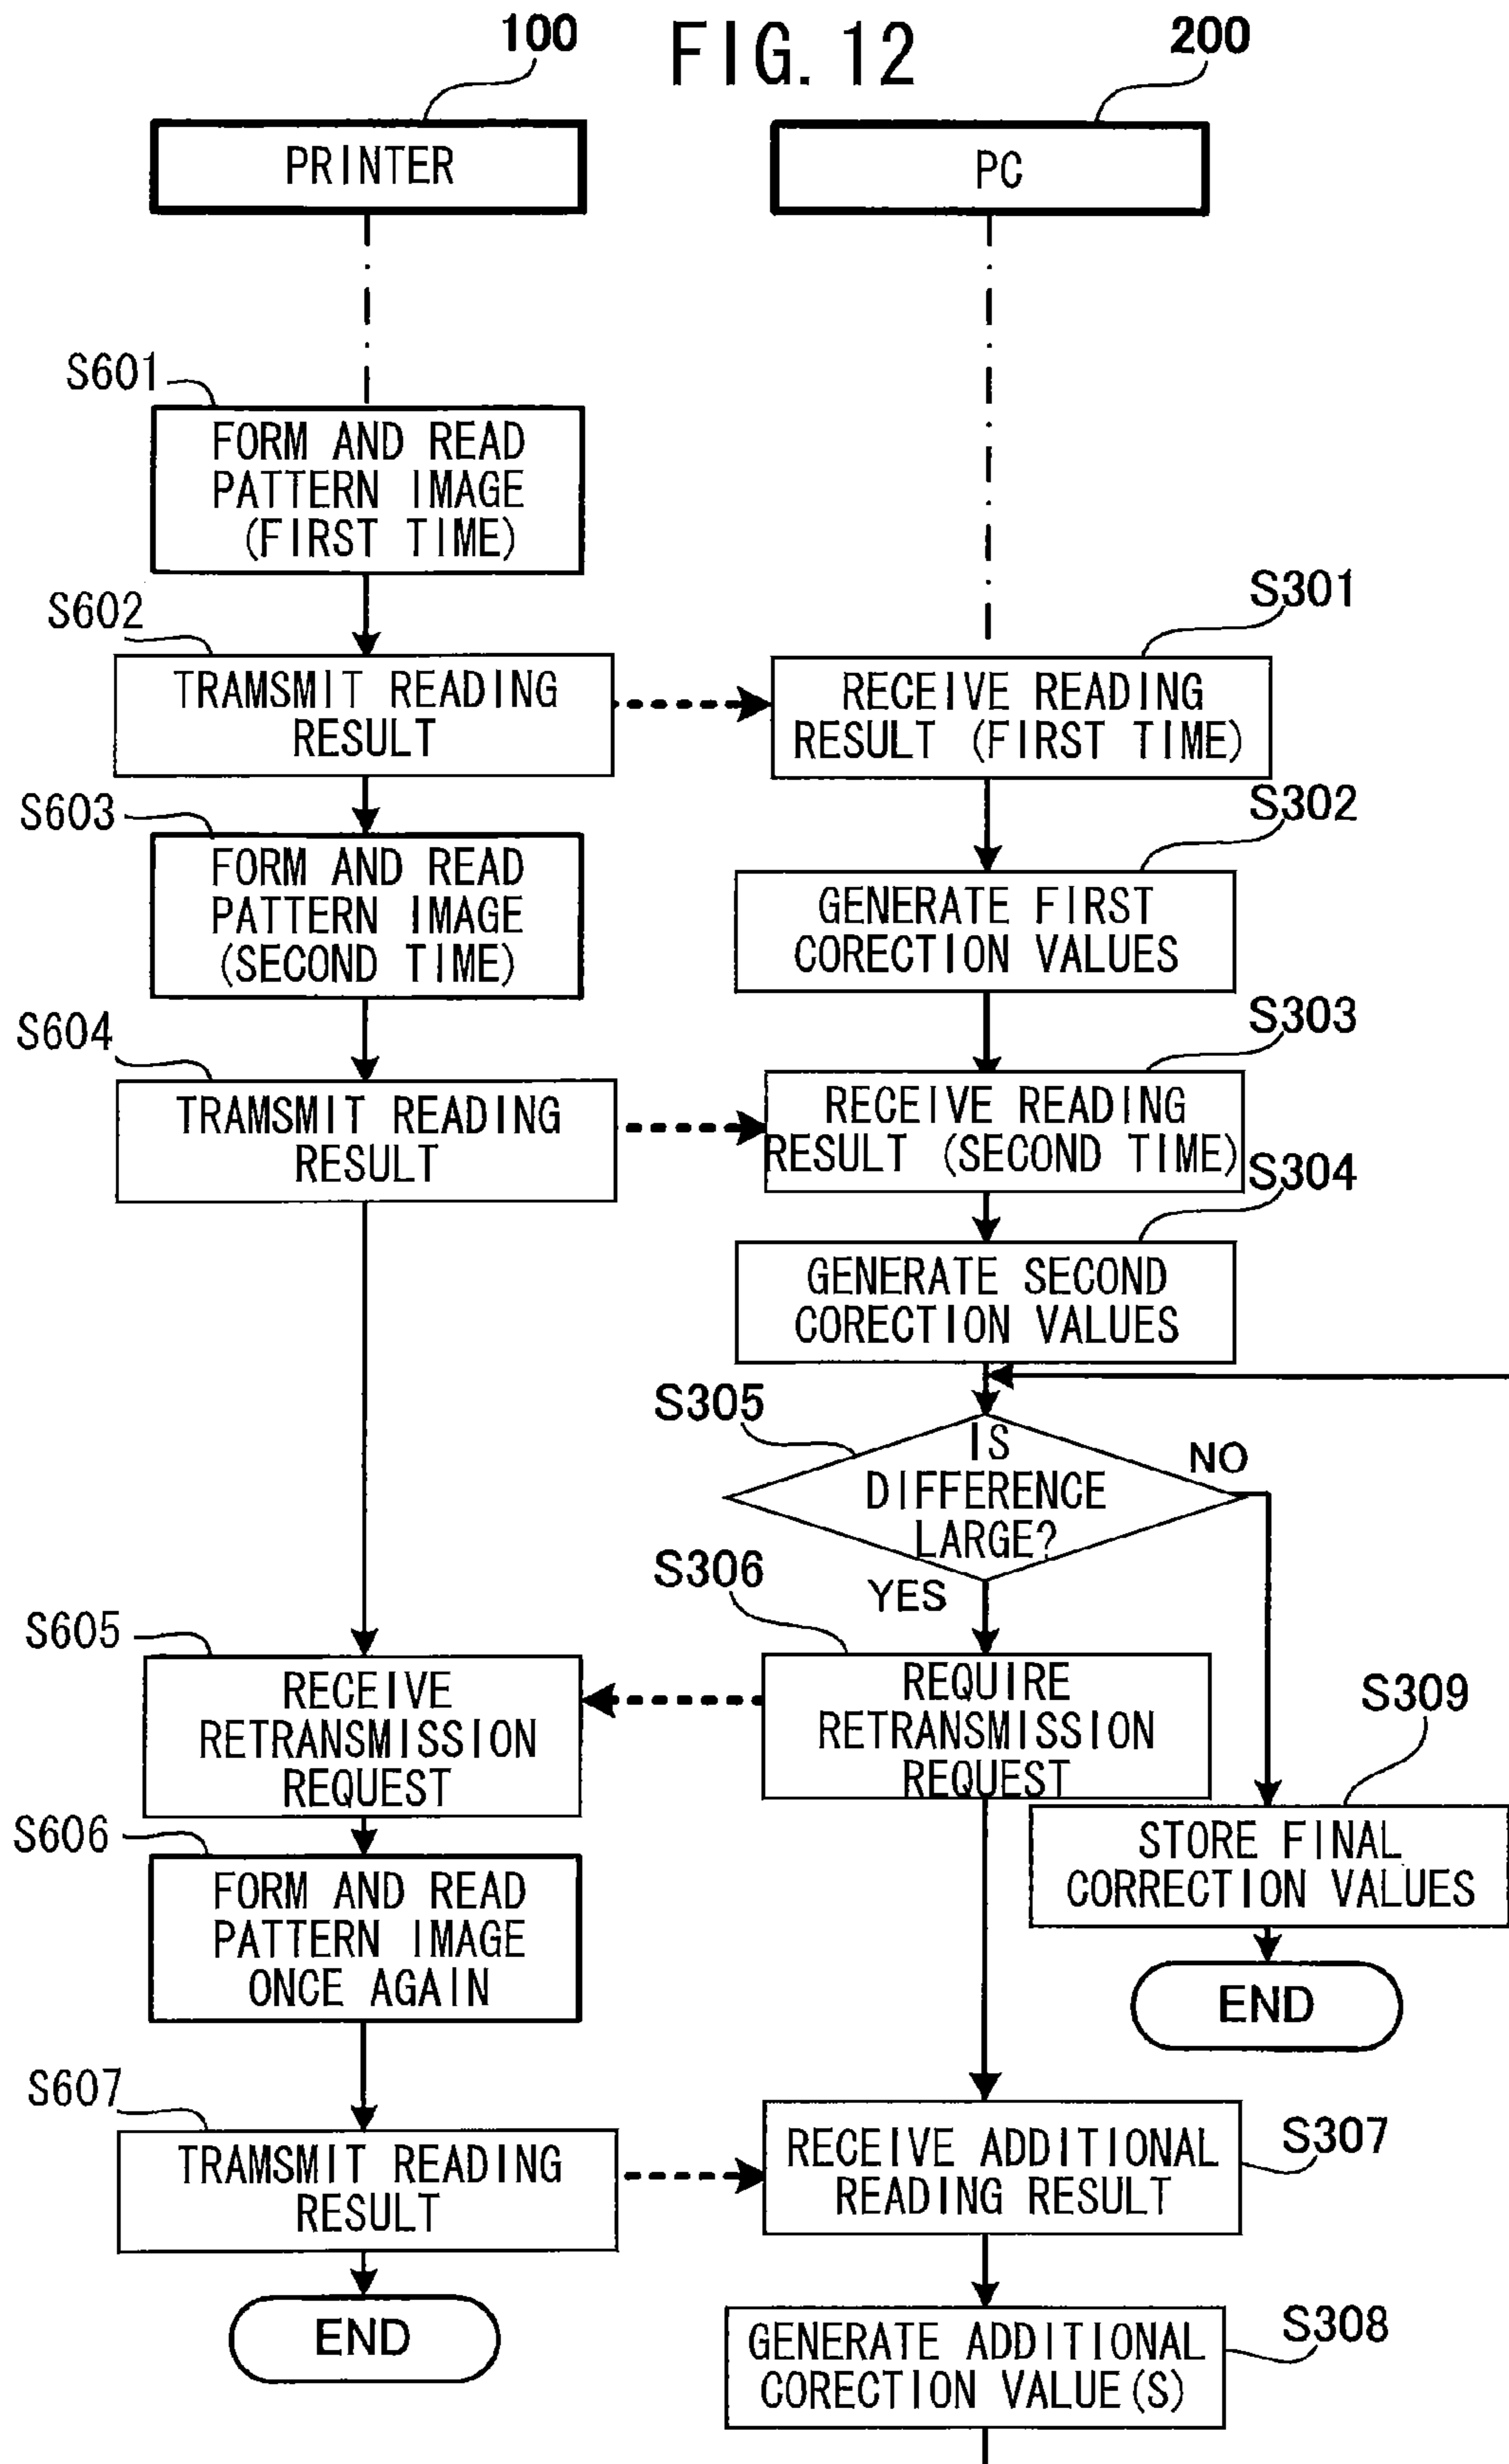 FIG. 12
100
200
PRINTER
PC
S601
FORM AND READ
PATTERN IMAGE
(FIRST TIME)
S602
TRAMSMIT READING
RESULT
S301
RECEIVE READING
RESULT (FIRST TIME)
S603
FORM AND READ
PATTERN IMAGE
(SECOND TIME)
S302
GENERATE FIRST
CORECTION VALUES
S604
TRAMSMIT READING
RESULT
S303
RECEIVE READING
RESULT (SECOND TIME)
S304
GENERATE SECOND
CORECTION VALUES
S305
IS
DIFFERENCE
LARGE?
NO
YES
S306
REQUIRE
RETRANSMISSION
REQUEST
S605
RECEIVE
RETRANSMISSION
REQUEST
S309
STORE FINAL
CORRECTION VALUES
END
S606
FORM AND READ
PATTERN IMAGE
ONCE AGAIN
S607
TRAMSMIT READING
RESULT
END
S307
RECEIVE ADDITIONAL
READING RESULT
S308
GENERATE ADDITIONAL
CORECTION VALUE(S)